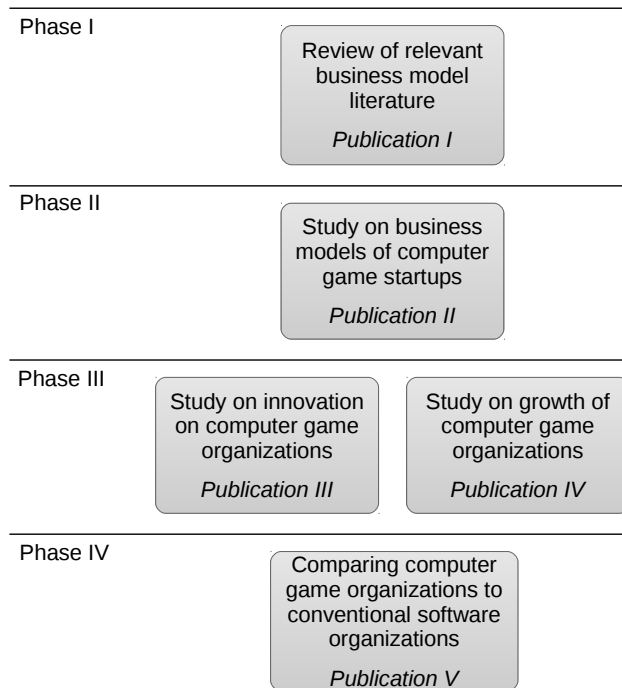 Phase I
Review of relevant
business model
literature
Publication I
Phase II
Study on business
models of computer
game startups
Publication II
Phase III
Study on innovation
on computer game
organizations
Publication III
Study on growth of
computer game
organizations
Publication IV
Phase IV
Comparing computer
game organizations to
conventional software
organizations
Publication V